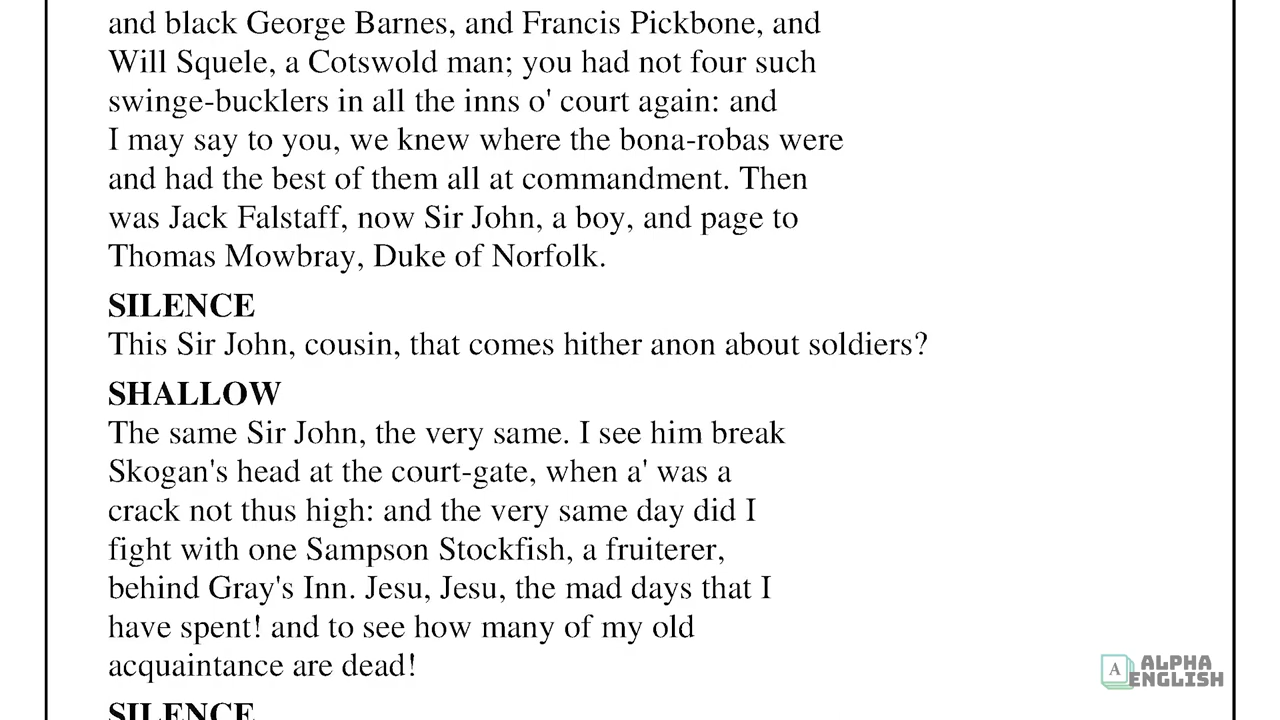 and black George Barnes, and Francis Pickbone, and
Will Squele, a Cotswold man; you had not four such
swinge-bucklers in all the inns o' court again: and
I may say to you, we knew where the bona-robas were
and had the best of them all at commandment. Then
was Jack Falstaff, now Sir John, a boy, and page to
Thomas Mowbray, Duke of Norfolk.
SILENCE
This Sir John, cousin, that comes hither anon about soldiers?
SHALLOW
The same Sir John, the very same. I see him break
Skogan's head at the court-gate, when a' was a
crack not thus high: and the very same day did I
fight with one Sampson Stockfish, a fruiterer,
behind Gray's Inn. Jesu, Jesu, the mad days that I
have spent! and to see how many of my old
acquaintance are dead!
SILENCE
A
ALPHA
ENGLISH